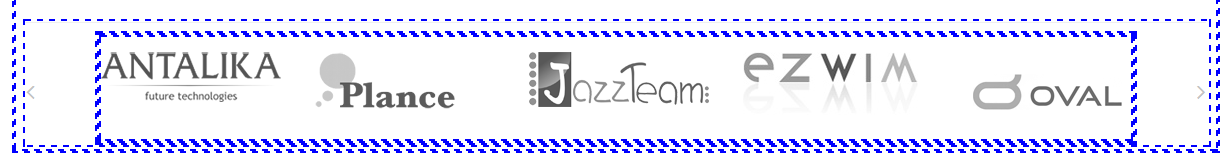 ANTALIKA
future technologies
Plance
JazzTeam
ezwim
OVAL